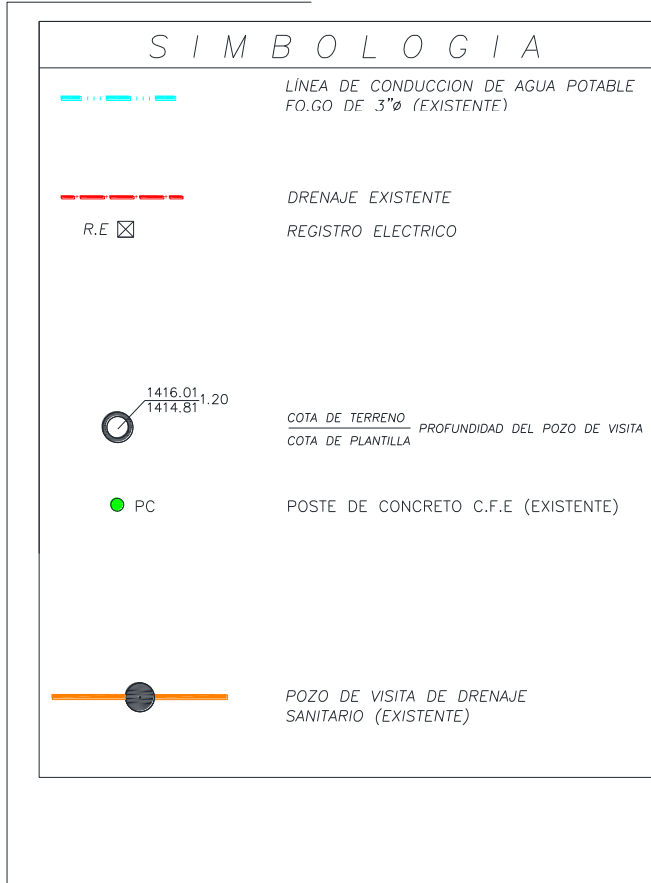 SIMBOLOGIA
LÍNEA DE CONDUCCION DE AGUA POTABLE
FO.GO DE 3"ø (EXISTENTE)
DRENAJE EXISTENTE
R.E
REGISTRO ELECTRICO
1416.01
1414.81
1.20
COTA DE TERRENO
COTA DE PLANTILLA
PROFUNDIDAD DEL POZO DE VISITA
PC
POSTE DE CONCRETO C.F.E (EXISTENTE)
POZO DE VISITA DE DRENAJE
SANITARIO (EXISTENTE)